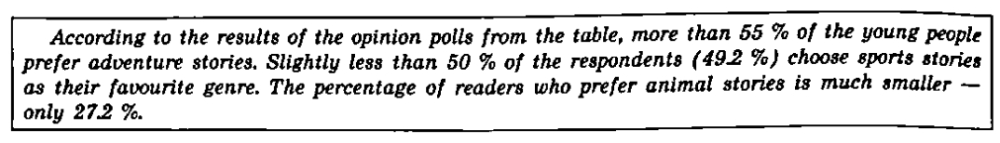 According to the results of the opinion polls from the table, more than 55 % of the young people
prefer adventure stories. Slightly less than 50 % of the respondents (49.2 %) choose sports stories
as their favourite genre. The percentage of readers who prefer animal stories is much smaller —
only 27.2 %.